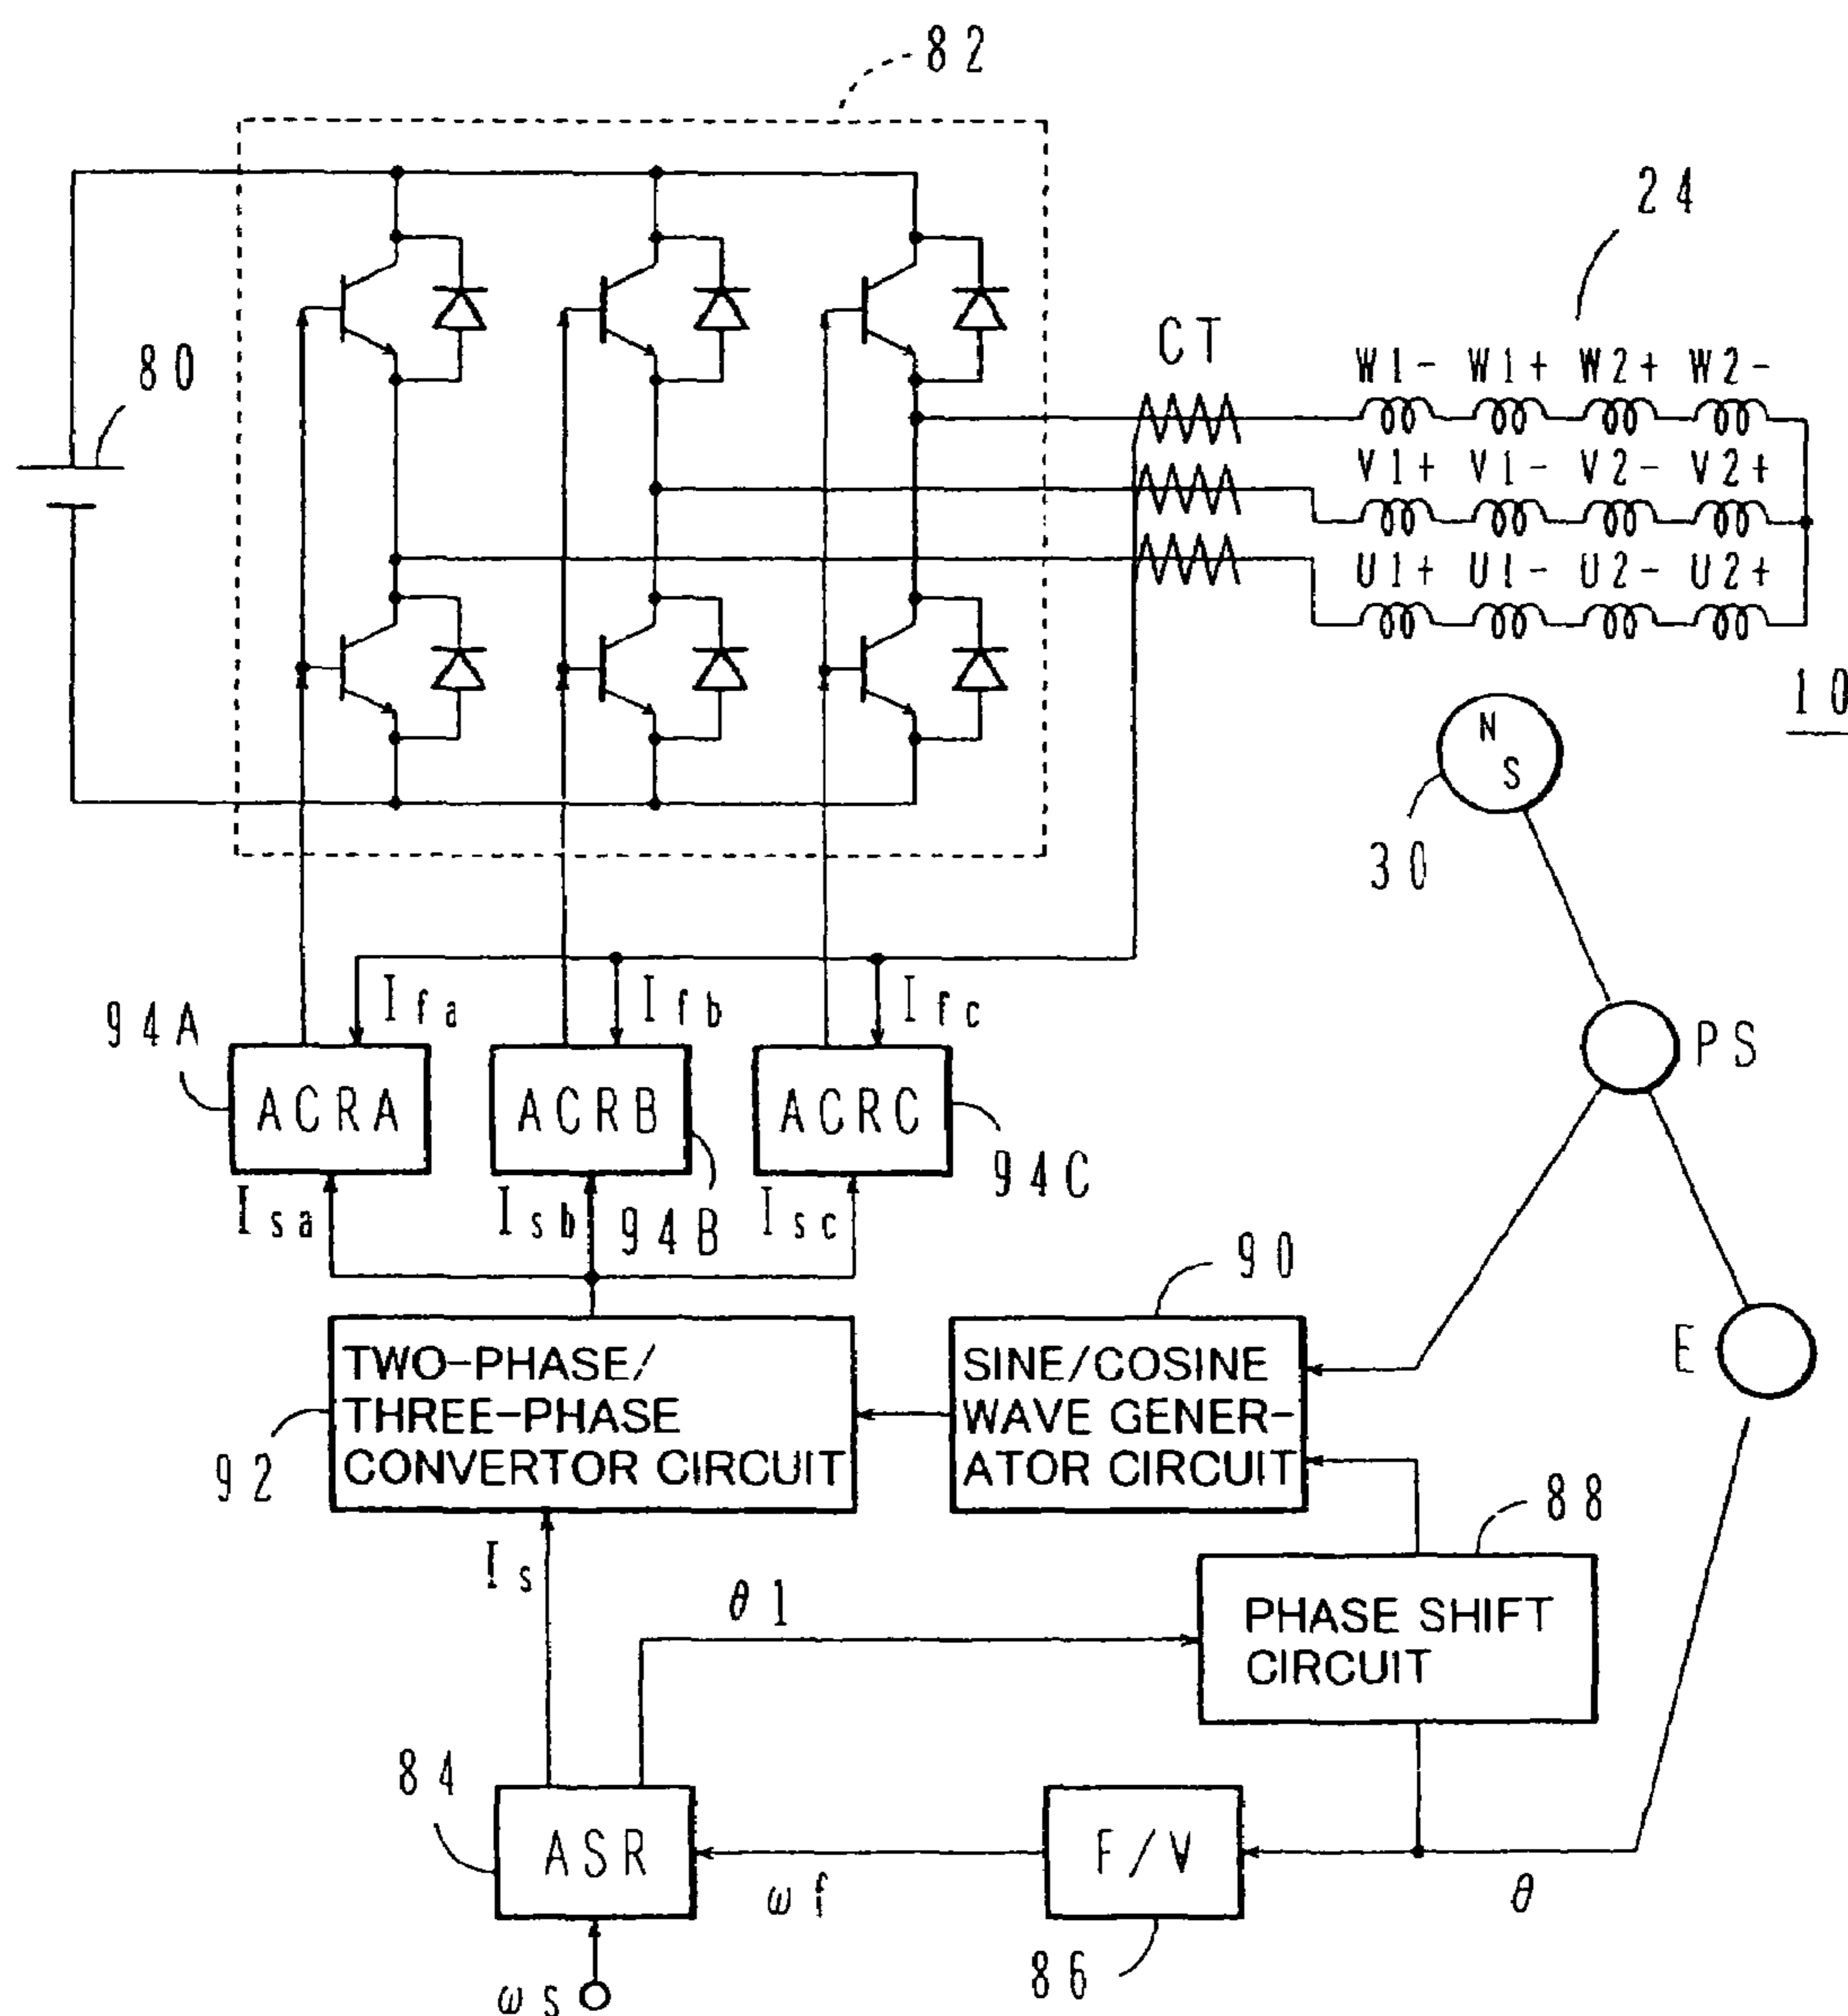 82
24
80
CT
W1- W1+ W2+ W2-
V1+ V1- V2- V2+
U1+ U1- U2- U2+
10
N
S
30
PS
94A
Ifa
Ifb
Ifc
ACRA
ACRB
ACRC
94C
Isa
Isb
94B
Isc
90
E
TWO-PHASE/
THREE-PHASE
CONVERTOR CIRCUIT
SINE/COSINE
WAVE GENER-
ATOR CIRCUIT
92
88
Is
θ1
PHASE SHIFT
CIRCUIT
84
ASR
F/V
ωf
θ
86
ωs